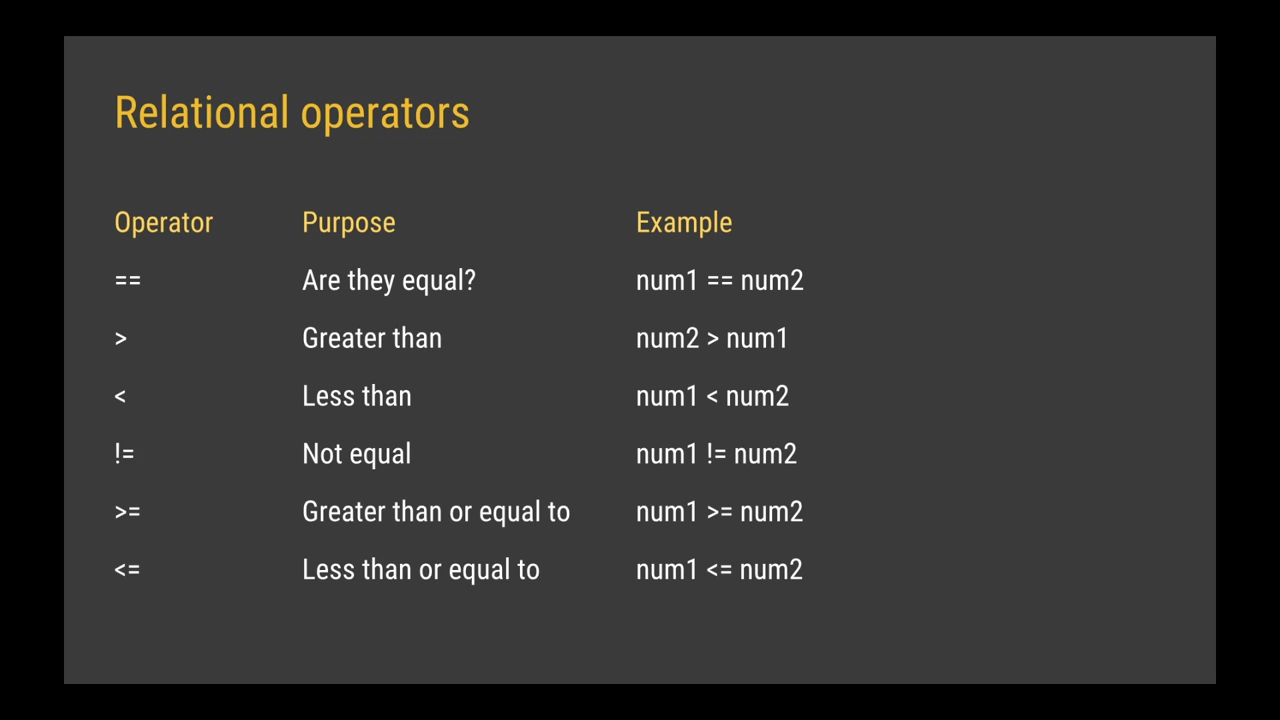 Relational operators
Operator Purpose Example
== Are they equal? num1 == num2
> Greater than num2 > num1
< Less than num1 < num2
!= Not equal num1 != num2
>= Greater than or equal to num1 >= num2
<= Less than or equal to num1 <= num2